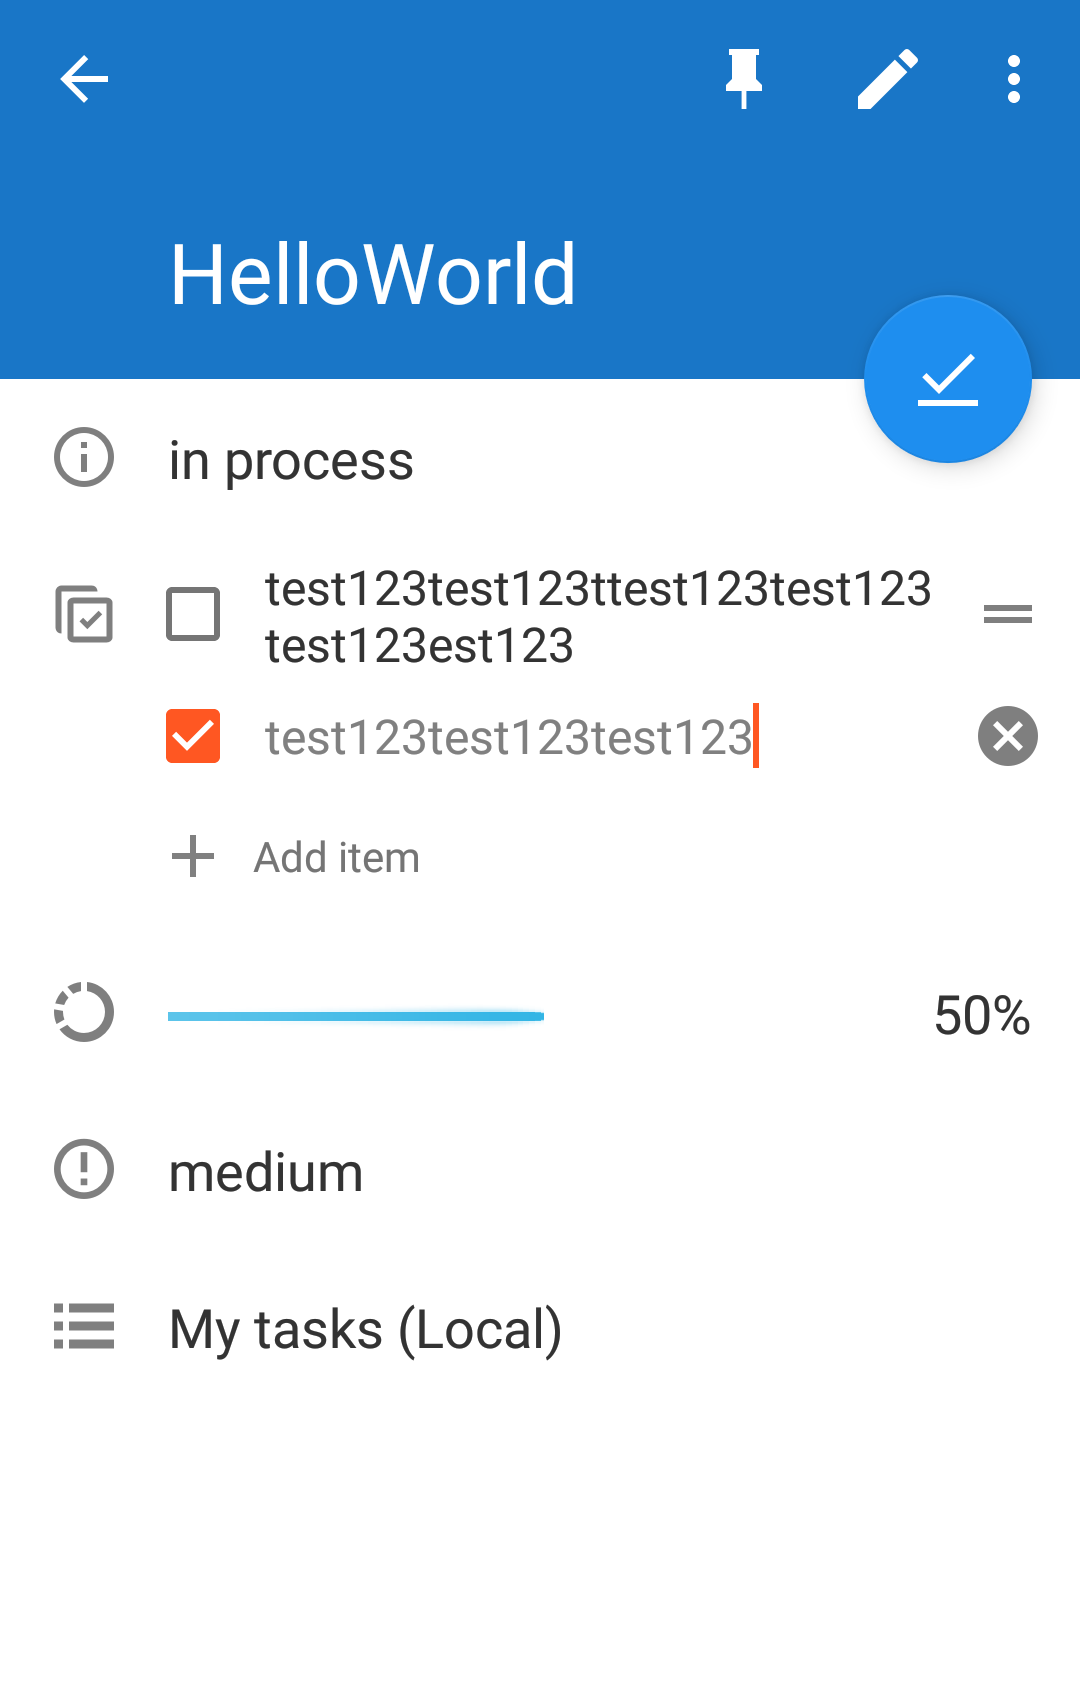 HelloWorld
in process
test123test123ttest123test123
test123est123
test123test123test123
Add item
50%
medium
My tasks (Local)